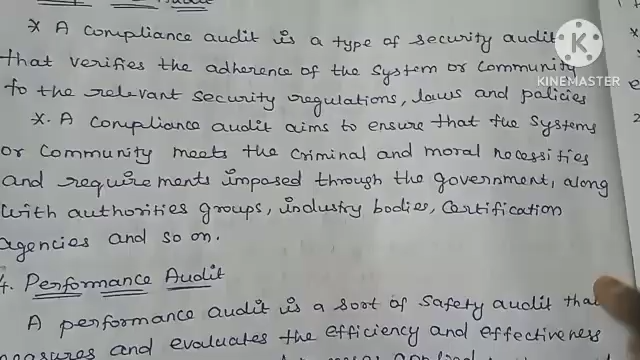 * A compliance audit is a type of security audit
that verifies the adherence of the system or community
to the relevant security regulations, laws and policies
*. A compliance audit aims to ensure that the systems
or community meets the criminal and moral necessities
and requirements imposed through the government, along
with authorities groups, industry bodies, certification
agencies and so on.
4. Performance Audit
A performance audit is a sort of safety audit that
measures and evaluates the efficiency and effectiveness
KINEMASTER